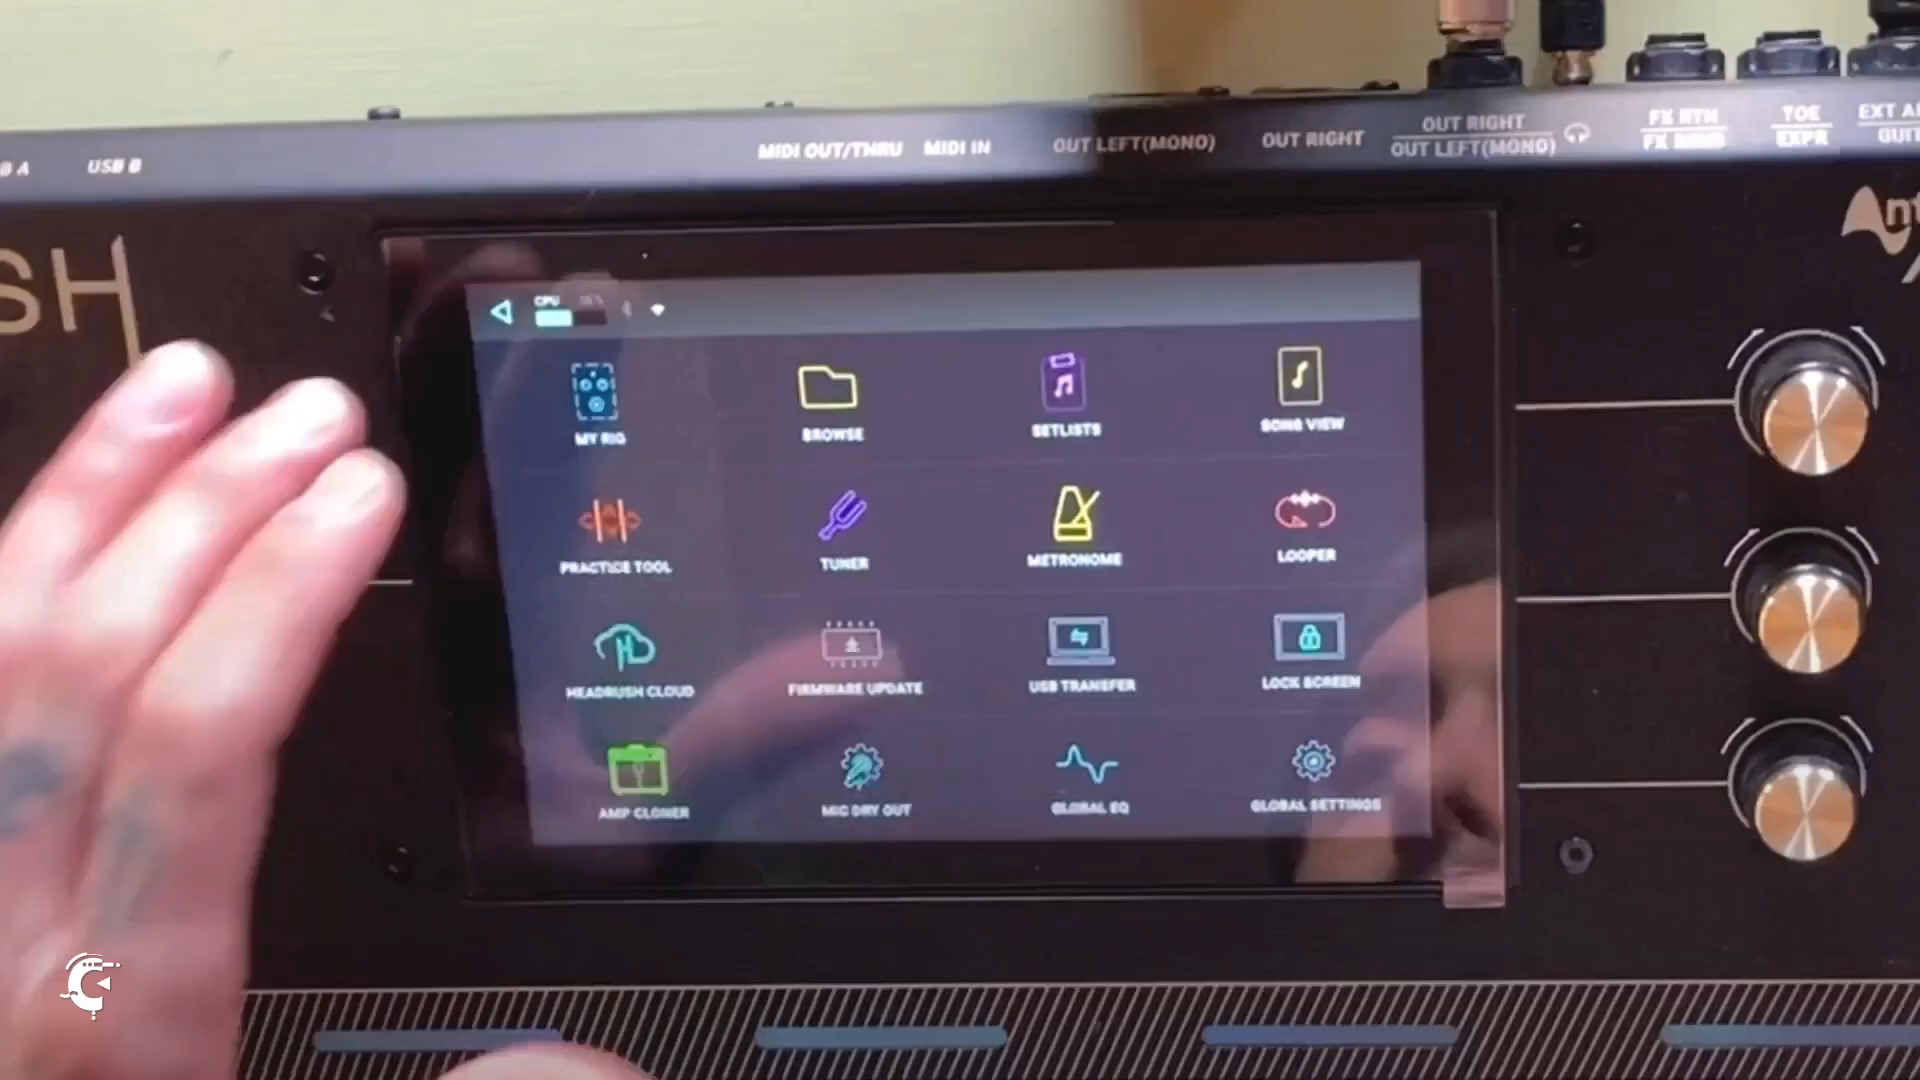 USB B
MIDI OUT/THRU
MIDI IN
OUT LEFT(MONO)
OUT RIGHT
OUT RIGHT
OUT LEFT(MONO)
FX RTN
FX SEND
TOE
EXPR
EXT
SH
CPU
MY RIG
BROWSE
SETLISTS
SONG VIEW
PRACTICE TOOL
TUNER
METRONOME
LOOPER
HEADRUSH CLOUD
FIRMWARE UPDATE
USB TRANSFER
LOCK SCREEN
AMP CLONER
MIC DRY OUT
GLOBAL EQ
GLOBAL SETTINGS